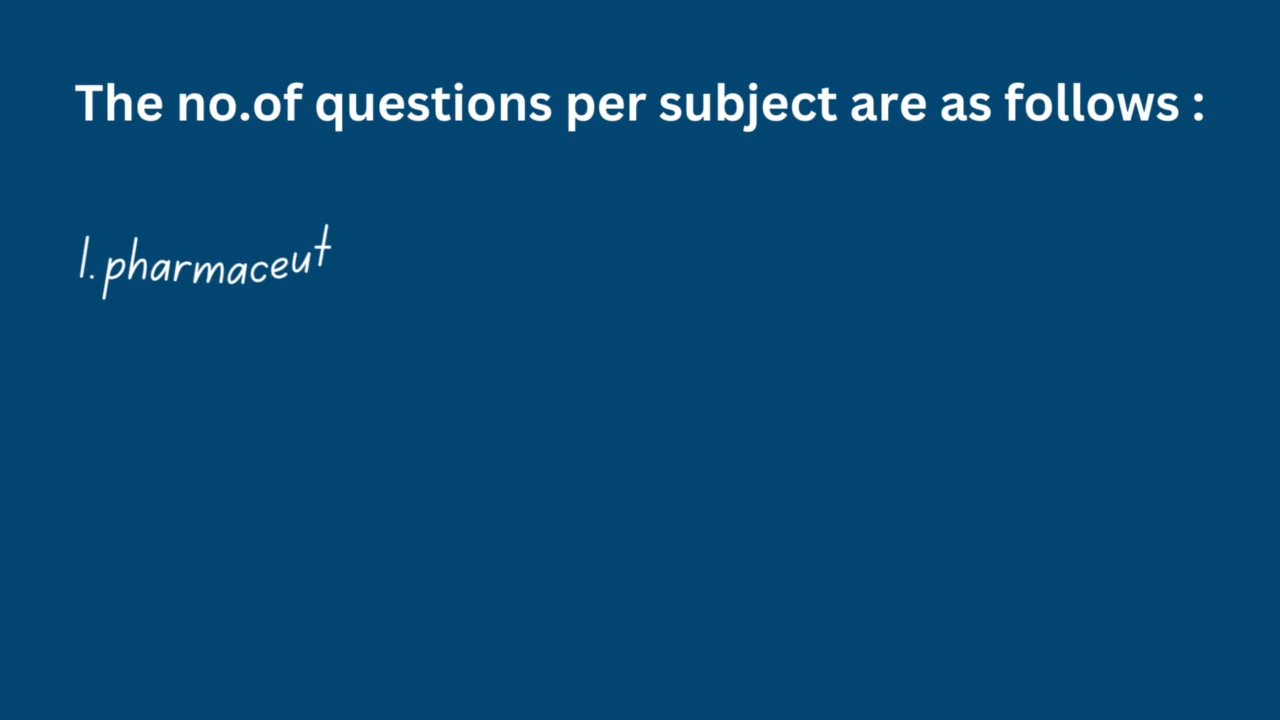 The no.of questions per subject are as follows :
1. pharmaceut